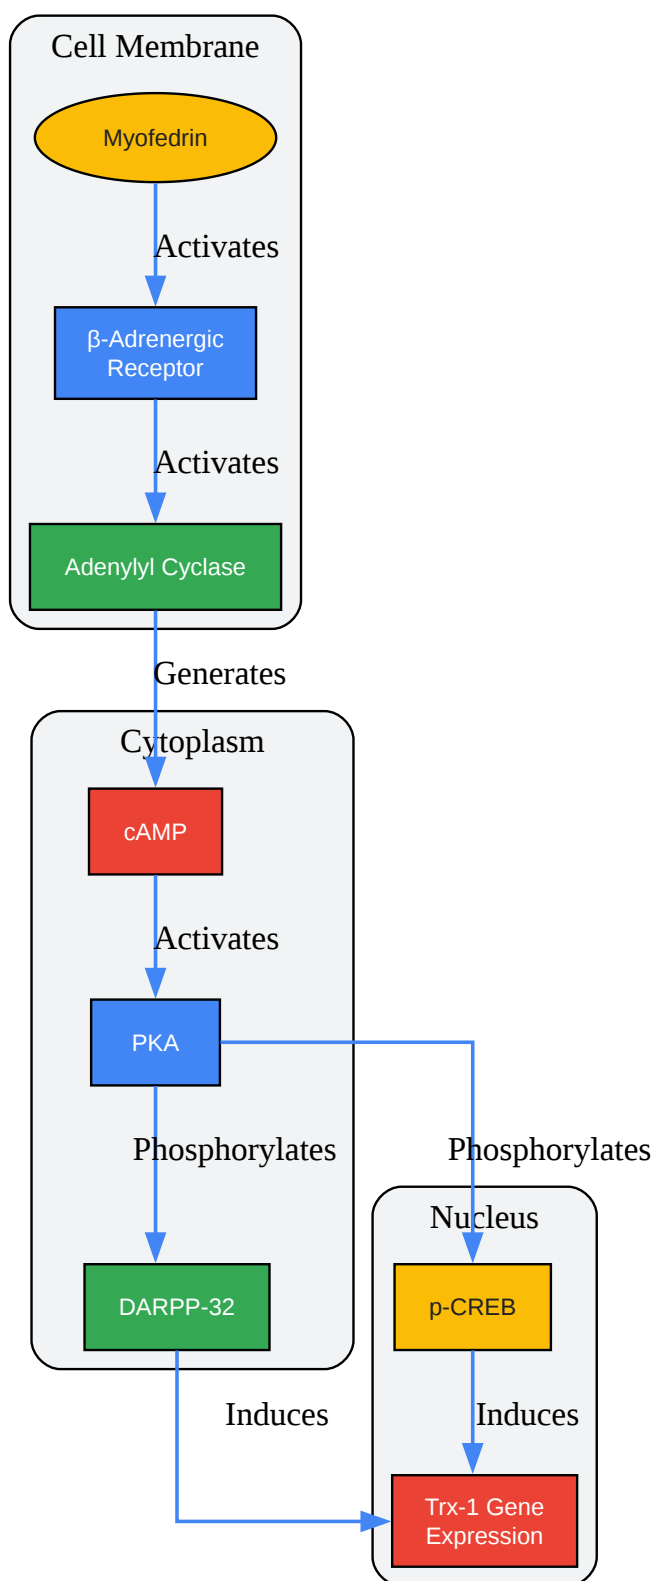 Cell Membrane
Myofedrin
Activates
β-Adrenergic
Receptor
Activates
Adenylyl Cyclase
Generates
Cytoplasm
cAMP
Activates
PKA
Phosphorylates
Phosphorylates
Nucleus
DARPP-32
p-CREB
Induces
Induces
Trx-1 Gene
Expression